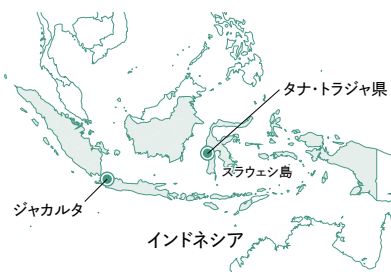 タナ・トラジャ県
スラウェシ島
ジャカルタ
インドネシア